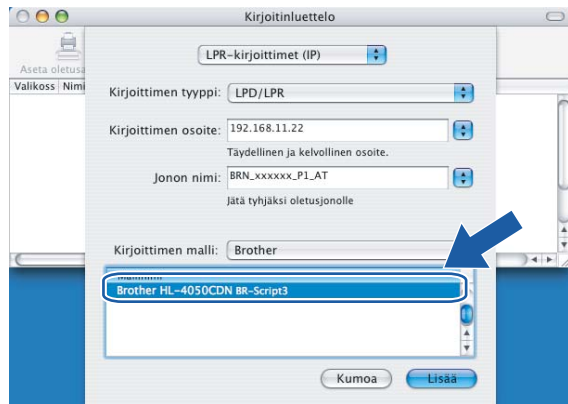 Kirjoitinluettelo
LPR-kirjoittimet (IP)
Aseta oletusa
Valikoss Nimi
Kirjoittimen tyyppi: LPD/LPR
Kirjoittimen osoite: 192.168.11.22
Täydellinen ja kelvollinen osoite.
Jonon nimi: BRN_xxxxxx_P1_AT
Jätä tyhjäksi oletusjonolle
Kirjoittimen malli: Brother
Brother HL-4050CDN BR-Script3
Kumoa Lisää